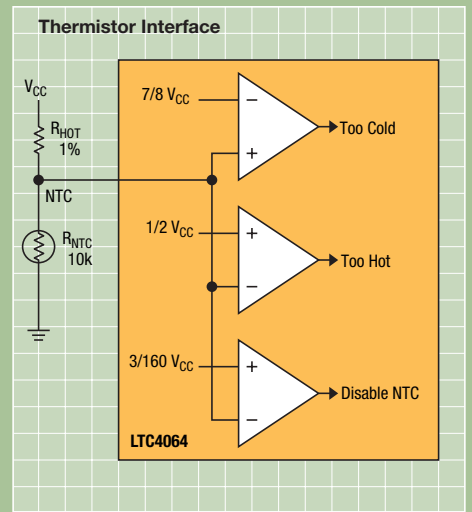 Thermistor Interface
VCC
RHOT
1%
NTC
RNTC
10k
7/8 VCC
−
+
Too Cold
1/2 VCC
+
−
Too Hot
3/160 VCC
+
−
Disable NTC
LTC4064